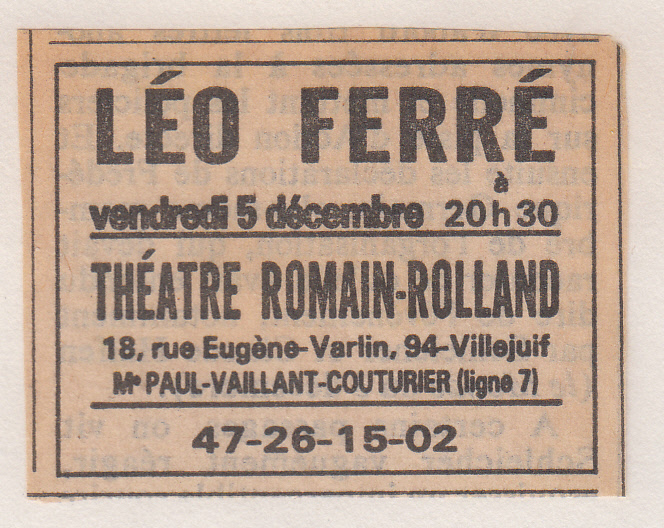 LÉO FERRÉ
vendredi 5 décembre à 20 h 30
THÉATRE ROMAIN-ROLLAND
18, rue Eugène-Varlin, 94-Villejuif
Mº PAUL-VAILLANT-COUTURIER (ligne 7)
47-26-15-02